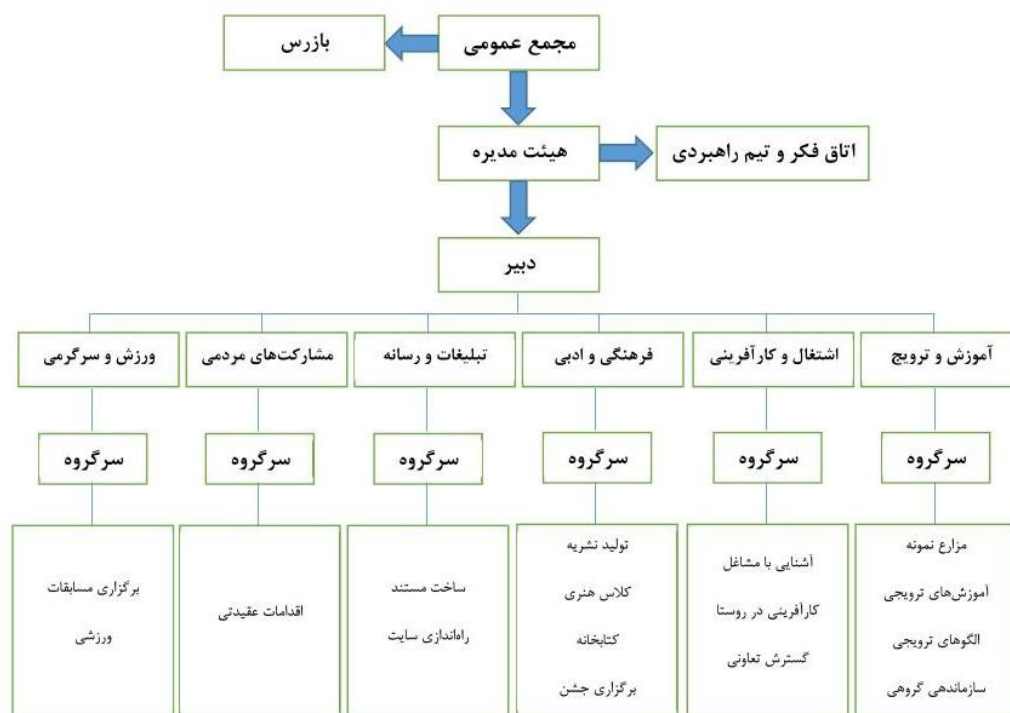 مجمع عمومی
بازرس
هیئت مدیره
اتاق فکر و تیم راهبردی
دبیر
آموزش و ترویج
اشتغال و کارآفرینی
فرهنگی و ادبی
تبلیغات و رسانه
مشارکت‌های مردمی
ورزش و سرگرمی
سرگروه
سرگروه
سرگروه
سرگروه
سرگروه
سرگروه
مزارع نمونه
آموزش‌های ترویجی
الگوهای ترویجی
سازماندهی گروهی
آشنایی با مشاغل
کارآفرینی در روستا
گسترش تعاونی
تولید نشریه
کلاس هنری
کتابخانه
برگزاری جشن
ساخت مستند
راه‌اندازی سایت
اقدامات عقیدتی
برگزاری مسابقات
ورزشی